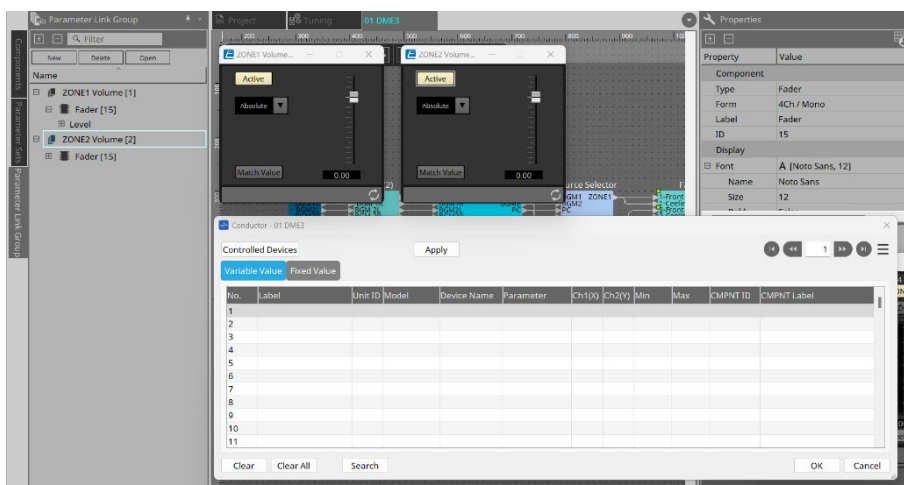 Parameter Link Group
Project
Tuning
01 DME3
Properties
Filter
New
Delete
Open
Name
ZONE1 Volume [1]
Fader [15]
Level
ZONE2 Volume [2]
Fader [15]
Components
Parameter Sets
Parameter Link Group
ZONE1 Volume...
Active
Absolute
Match Value
0.00
ZONE2 Volume...
Active
Absolute
Match Value
0.00
BGM2L
BGM 2L
BGM2L
PC
BGM2
PC
ZONE1
Property Value
Component
Type Fader
Form 4Ch / Mono
Label Fader
ID 15
Display
Font A [Noto Sans, 12]
Name Noto Sans
Size 12
Conductor - 01 DME3
Controlled Devices
Apply
1
Variable Value
Fixed Value
No. Label Unit ID Model Device Name Parameter Ch1(X) Ch2(Y) Min Max CMPNT ID CMPNT Label
1
2
3
4
5
6
7
8
9
10
11
Clear
Clear All
Search
OK
Cancel